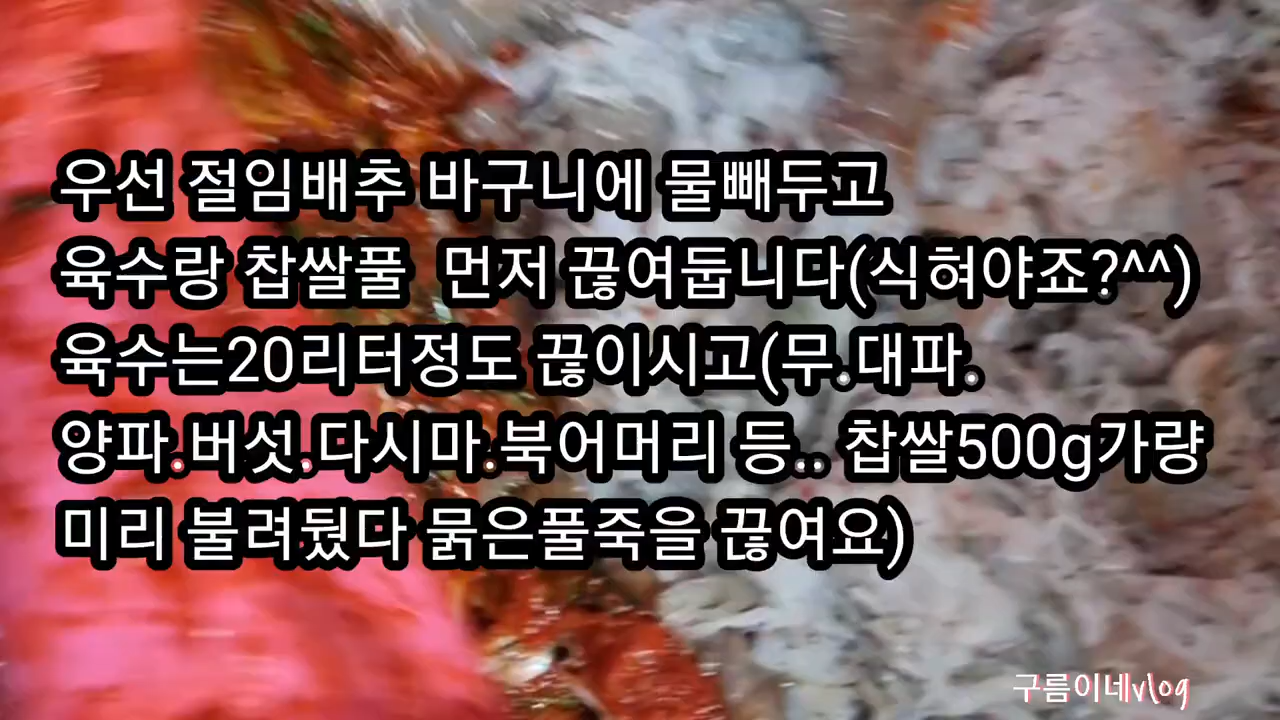 우선 절임배추 바구니에 물빼두고
육수랑 찹쌀풀 먼저 끊여둡니다(식혀야죠?^^)
육수는20리터정도 끊이시고(무.대파.
양파.버섯.다시마.북어머리 등.. 찹쌀500g가량
미리 불려뒀다 묽은풀죽을 끊여요)
구름이네vlog